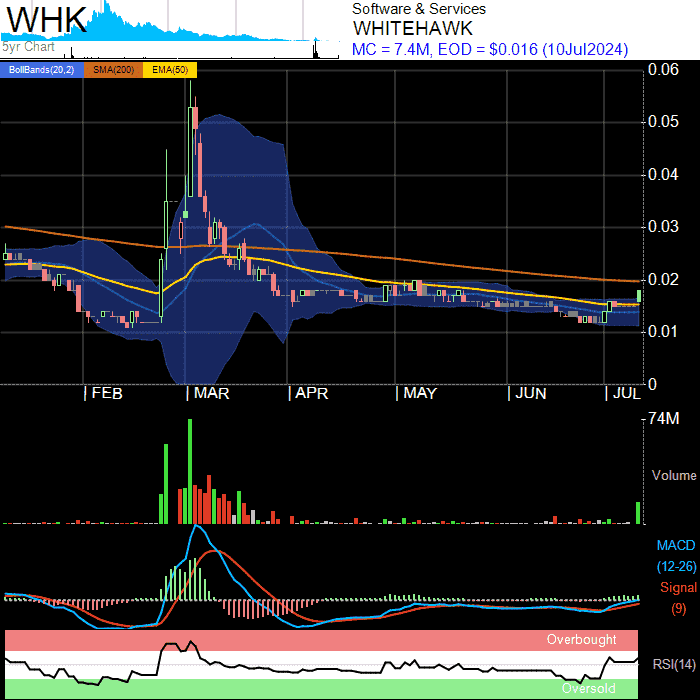 WHK
5yr Chart
Software & Services
WHITEHAWK
MC = 7.4M, EOD = $0.016 (10Jul2024)
BollBands(20,2) SMA(200) EMA(50)
0.06
0.05
0.04
0.03
0.02
0.01
0
FEB MAR APR MAY JUN JUL
74M
Volume
MACD
(12-26)
Signal
(9)
Overbought
RSI(14)
Oversold